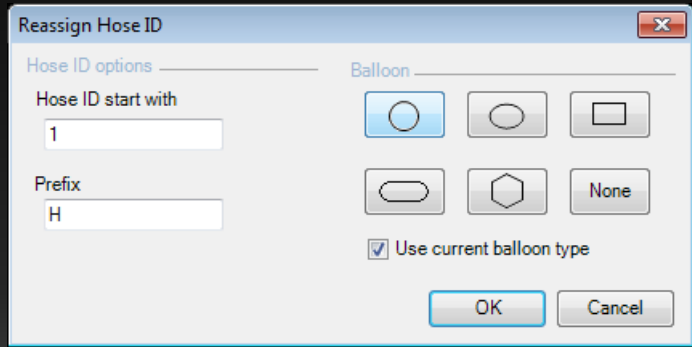 Reassign Hose ID
Hose ID options
Hose ID start with
1
Prefix
H
Balloon
None
Use current balloon type
OK
Cancel